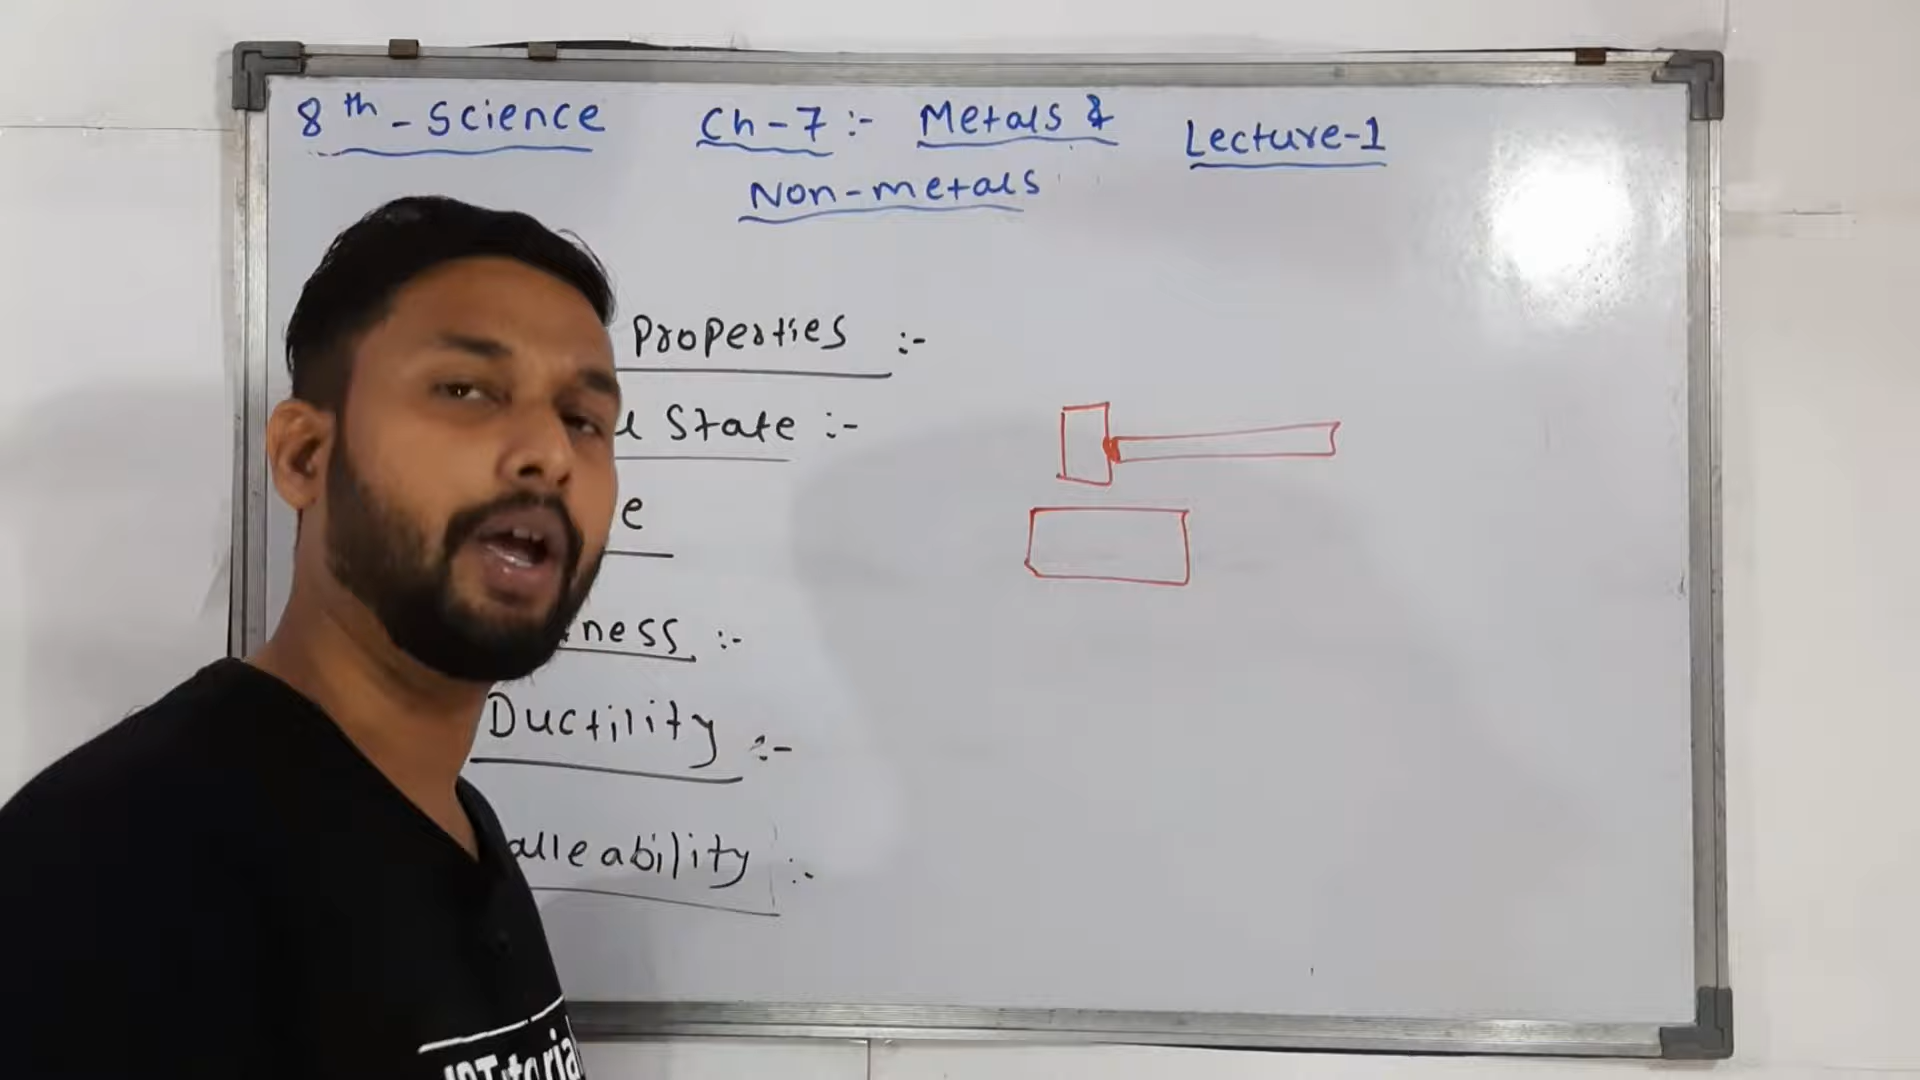 8th - Science Ch-7 :- Metals & Lecture-1
Non-metals
Properties :-
State :-
e
ness :-
Ductility :-
alleability :-